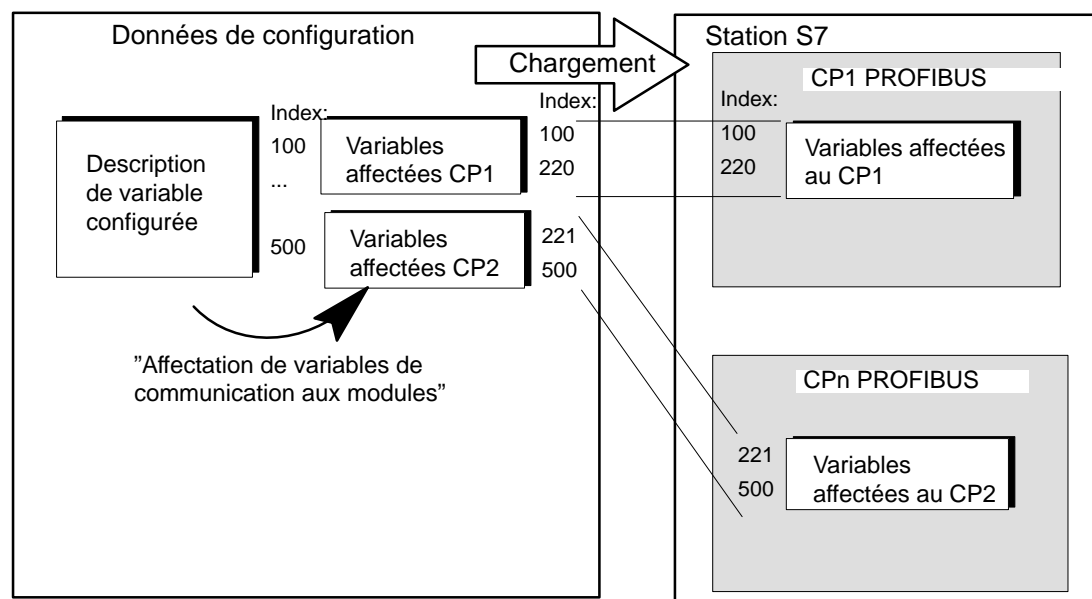 Données de configuration
Chargement
Station S7
CP1 PROFIBUS
Index:
100
...
500
Description
de variable
configurée
Variables
affectées CP1
Variables
affectées CP2
Index:
100
220
221
500
Index:
100
220
Variables affectées
au CP1
”Affectation de variables de
communication aux modules”
CPn PROFIBUS
221
500
Variables
affectées au CP2